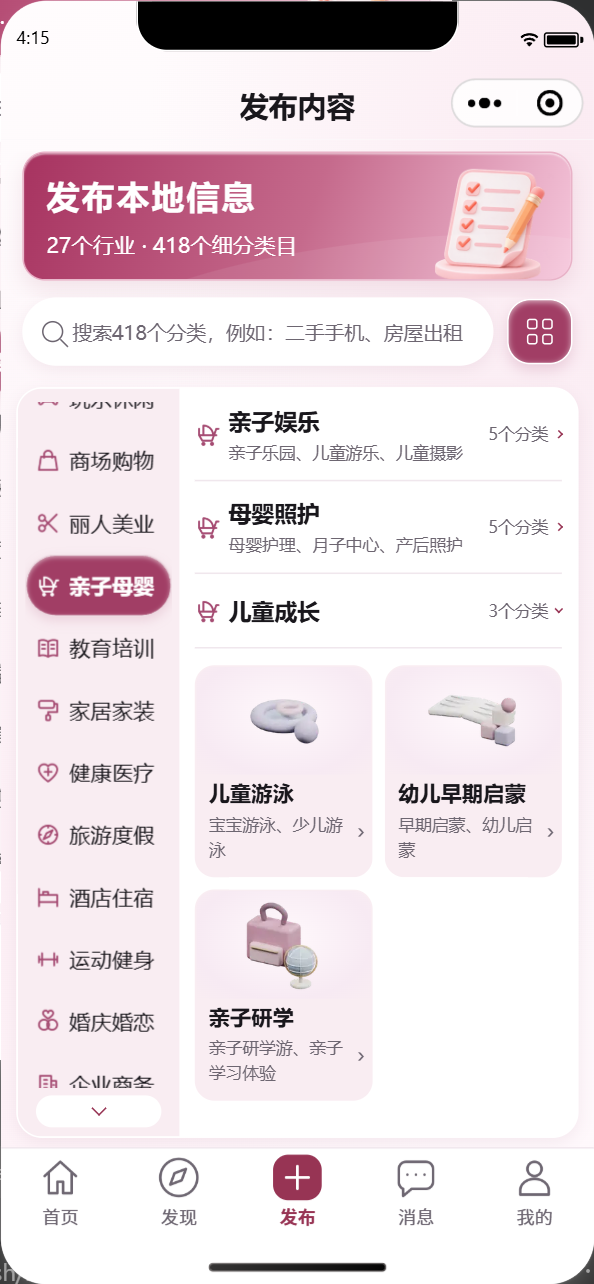 4:15
发布内容
发布本地信息
27个行业 · 418个细分类目
搜索418个分类，例如：二手手机、房屋出租
玩乐休闲
商场购物
丽人美业
亲子母婴
教育培训
家居家装
健康医疗
旅游度假
酒店住宿
运动健身
婚庆婚恋
企业商务
亲子娱乐
5个分类
亲子乐园、儿童游乐、儿童摄影
母婴照护
5个分类
母婴护理、月子中心、产后照护
儿童成长
3个分类
儿童游泳
宝宝游泳、少儿游
泳
幼儿早期启蒙
早期启蒙、幼儿启
蒙
亲子研学
亲子研学游、亲子
学习体验
首页
发现
发布
消息
我的